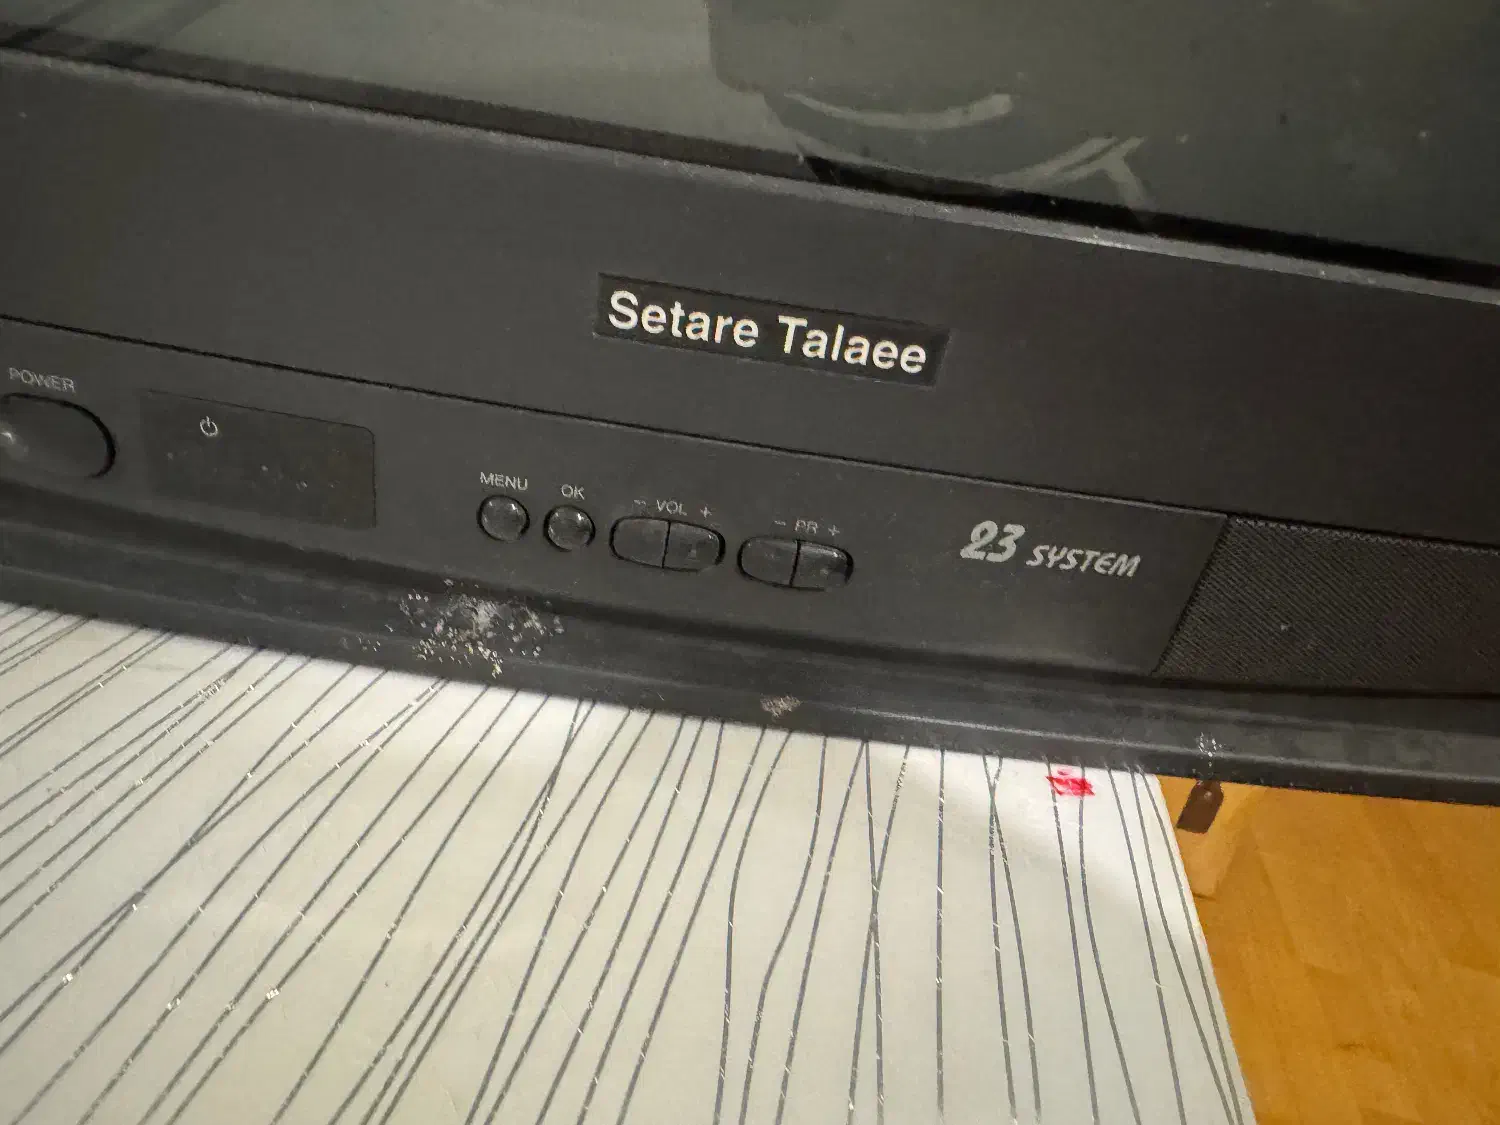 Setare Talaee
POWER
MENU
OK
- VOL +
- PR +
23 SYSTEM